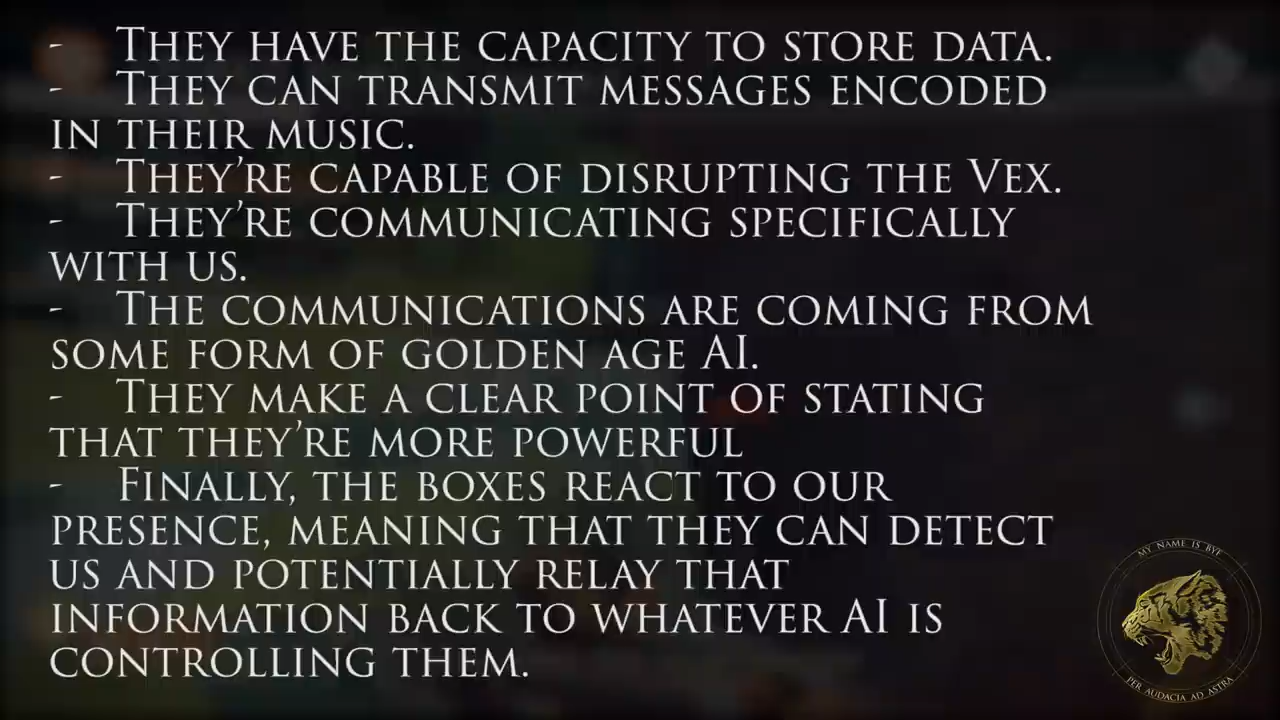 - They have the capacity to store data.
- They can transmit messages encoded
in their music.
- They're capable of disrupting the Vex.
- They're communicating specifically
with us.
- The communications are coming from
some form of golden age AI.
- They make a clear point of stating
that they're more powerful
- Finally, the boxes react to our
presence, meaning that they can detect
us and potentially relay that
information back to whatever AI is
controlling them.
MY NAME IS BYF
PER AUDACIA AD ASTRA